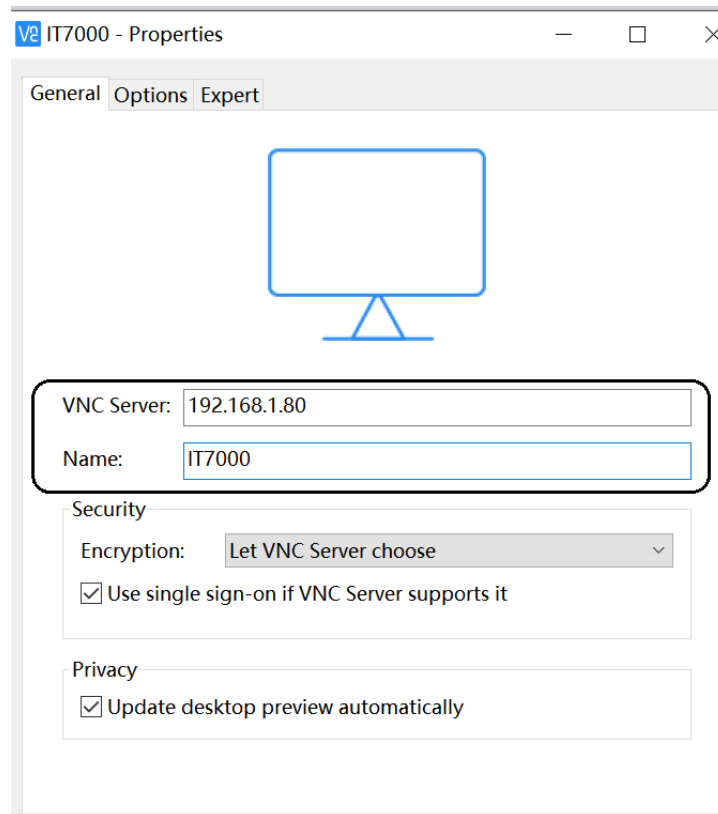 V2 IT7000 - Properties
General Options Expert
VNC Server: 192.168.1.80
Name: IT7000
Security
Encryption: Let VNC Server choose
Use single sign-on if VNC Server supports it
Privacy
Update desktop preview automatically